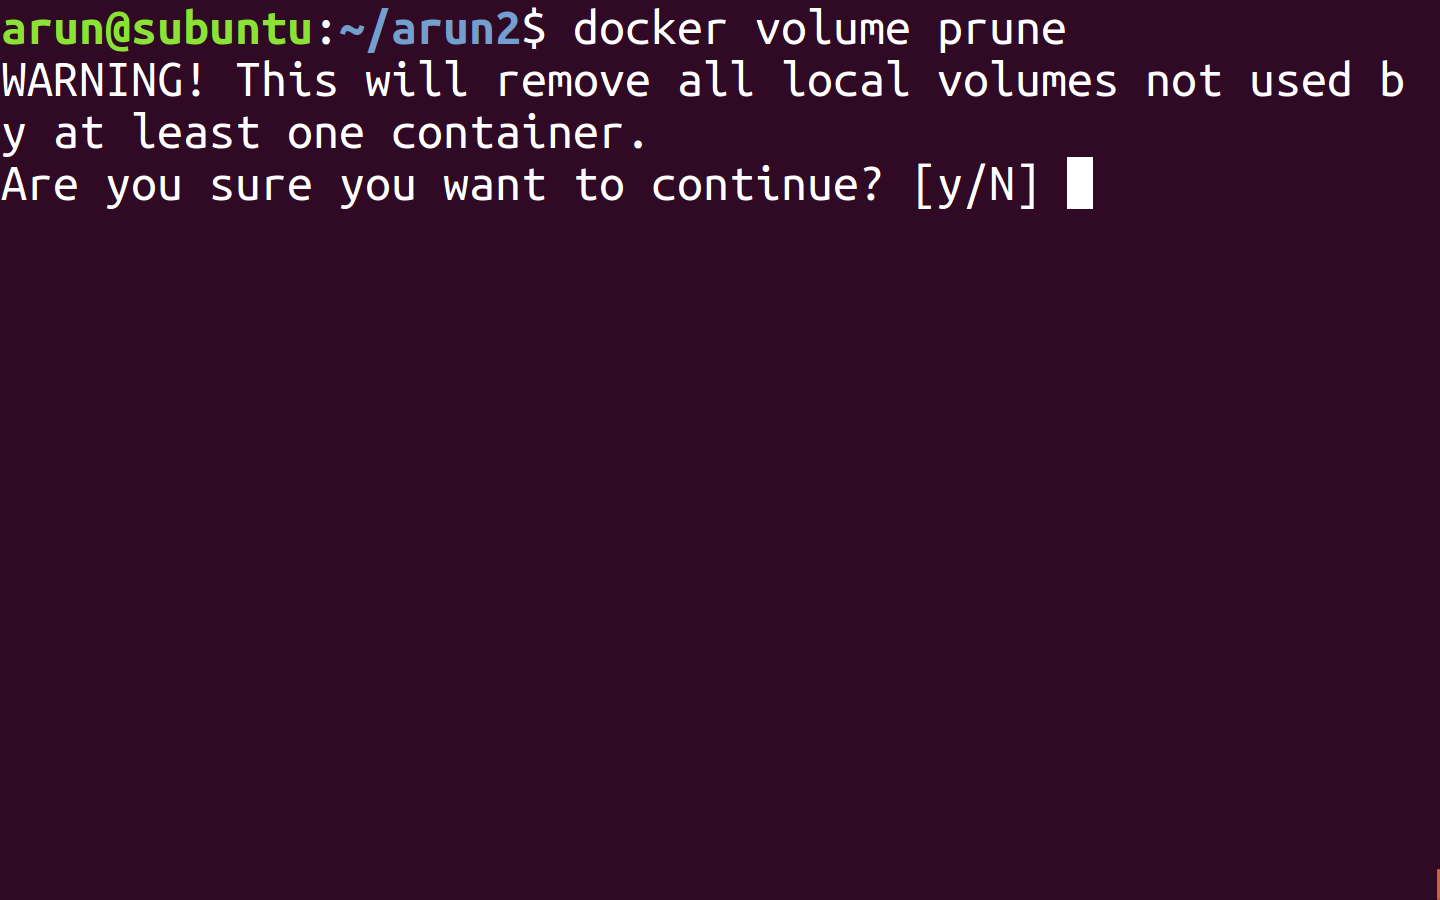 arun@subuntu:~/arun2$ docker volume prune
WARNING! This will remove all local volumes not used b
y at least one container.
Are you sure you want to continue? [y/N]